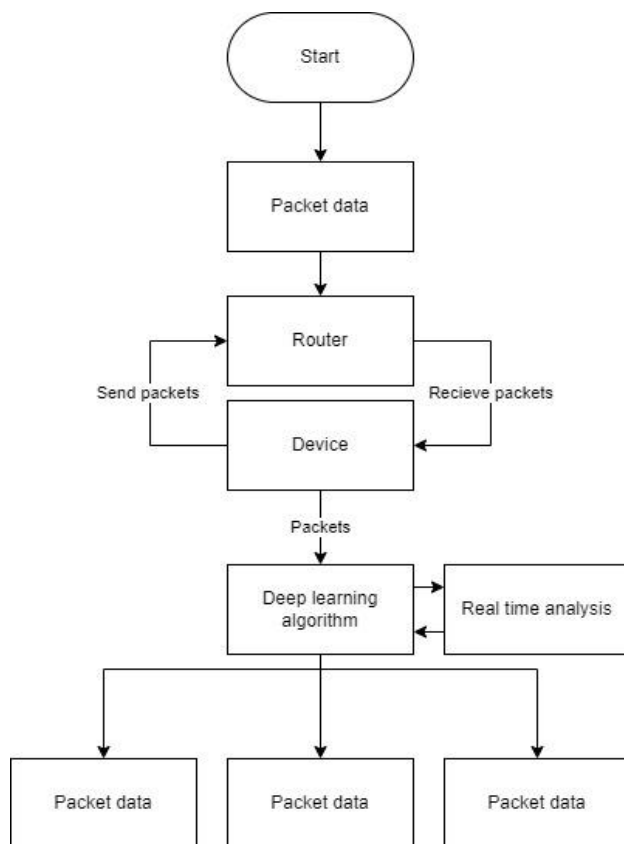 Start
Packet data
Router
Send packets
Recieve packets
Device
Packets
Deep learning
algorithm
Real time analysis
Packet data
Packet data
Packet data